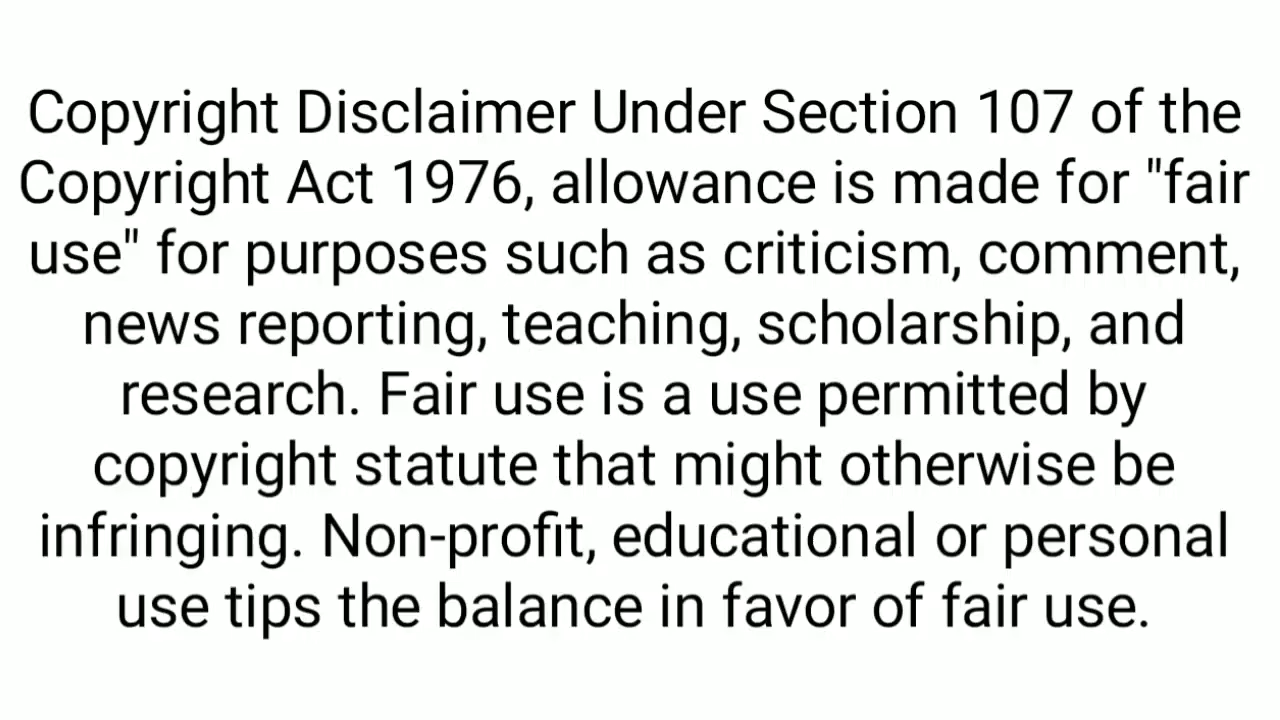 Copyright Disclaimer Under Section 107 of the
Copyright Act 1976, allowance is made for "fair
use" for purposes such as criticism, comment,
news reporting, teaching, scholarship, and
research. Fair use is a use permitted by
copyright statute that might otherwise be
infringing. Non-profit, educational or personal
use tips the balance in favor of fair use.